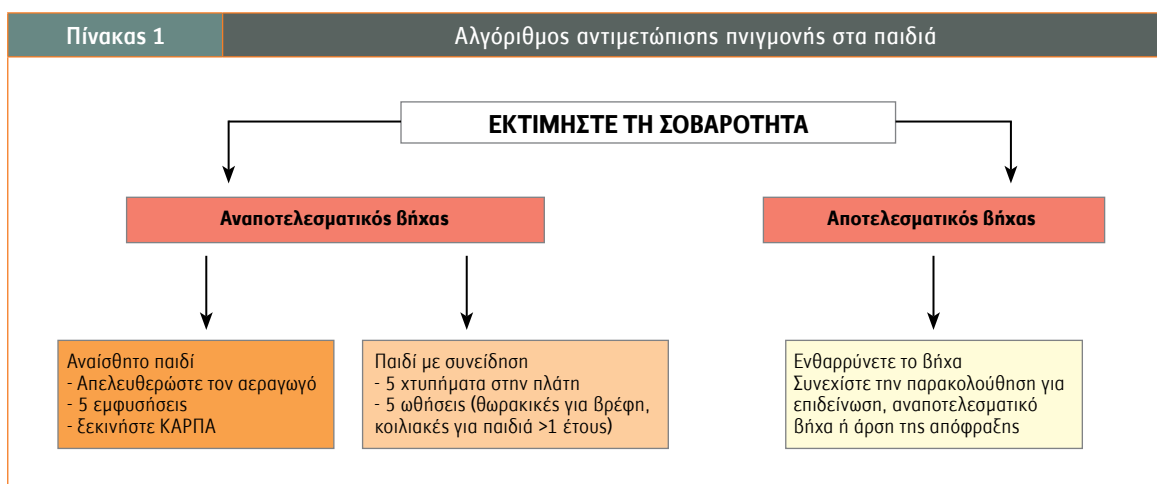 Πίνακας 1
Αλγόριθμος αντιμετώπισης πνιγμονής στα παιδιά
ΕΚΤΙΜΗΣΤΕ ΤΗ ΣΟΒΑΡΟΤΗΤΑ
Αναποτελεσματικός βήχας
Αποτελεσματικός βήχας
Αναίσθητο παιδί
- Απελευθερώστε τον αεραγωγό
- 5 εμφυσήσεις
- ξεκινήστε ΚΑΡΠΑ
Παιδί με συνείδηση
- 5 χτυπήματα στην πλάτη
- 5 ωθήσεις (θωρακικές για βρέφη,
κοιλιακές για παιδιά >1 έτους)
Ενθαρρύνετε το βήχα
Συνεχίστε την παρακολούθηση για
επιδείνωση, αναποτελεσματικό
βήχα ή άρση της απόφραξης